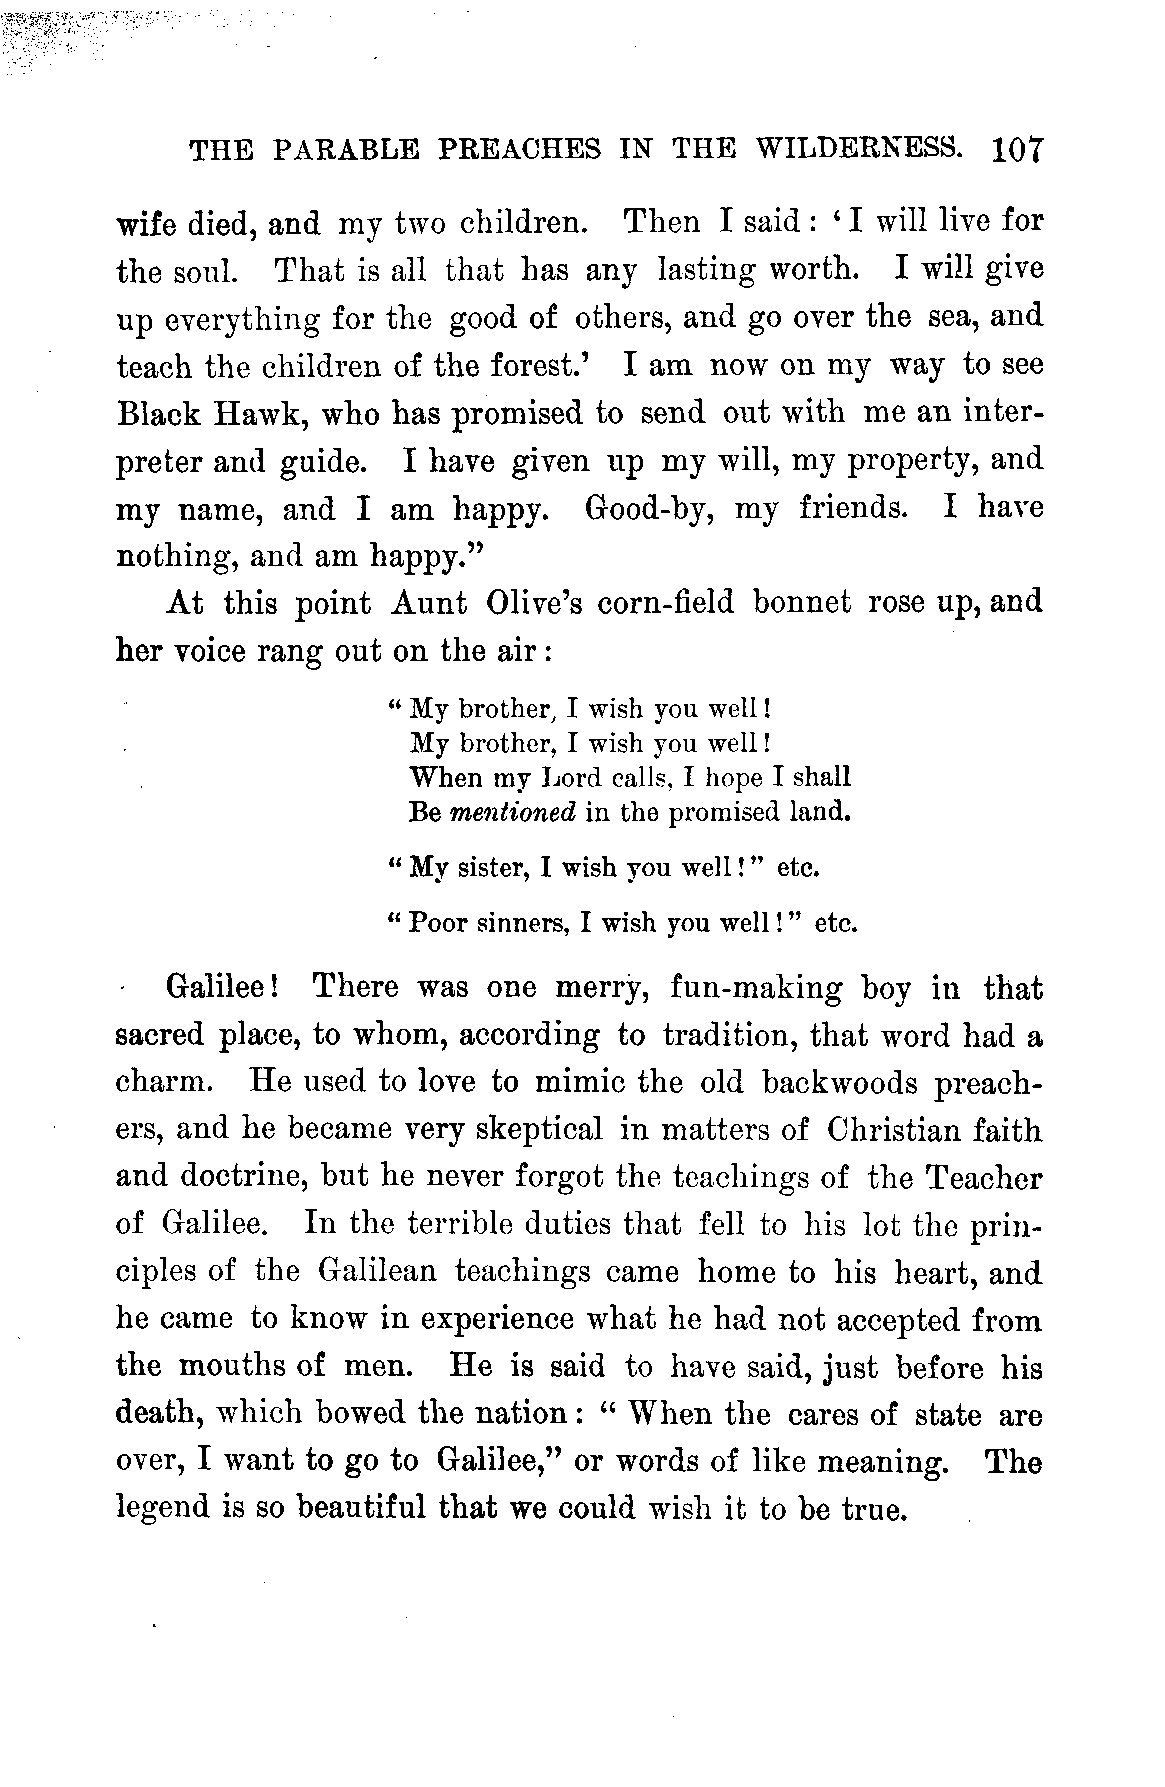 THE PARABLE PREACHES IN THE WILDERNESS. 107
wife died, and my two children. Then I said: ‘I will live for
the soul. That is all that has any lasting worth. I will give
up everything for the good of others, and go over the sea, and
teach the children of the forest.’ I am now on my way to see
Black Hawk, who has promised to send out with me an inter-
preter and guide. I have given up my will, my property, and
my name, and I am happy. Good-by, my friends. I have
nothing, and am happy.”
At this point Aunt Olive’s corn-field bonnet rose up, and
her voice rang out on the air:
“My brother, I wish you well!
My brother, I wish you well!
When my Lord calls, I hope I shall
Be mentioned in the promised land.
“My sister, I wish you well!” etc.
“Poor sinners, I wish you well!” etc.
Galilee! There was one merry, fun-making boy in that
sacred place, to whom, according to tradition, that word had a
charm. He used to love to mimic the old backwoods preach-
ers, and he became very skeptical in matters of Christian faith
and doctrine, but he never forgot the teachings of the Teacher
of Galilee. In the terrible duties that fell to his lot the prin-
ciples of the Galilean teachings came home to his heart, and
he came to know in experience what he had not accepted from
the mouths of men. He is said to have said, just before his
death, which bowed the nation: “When the cares of state are
over, I want to go to Galilee,” or words of like meaning. The
legend is so beautiful that we could wish it to be true.